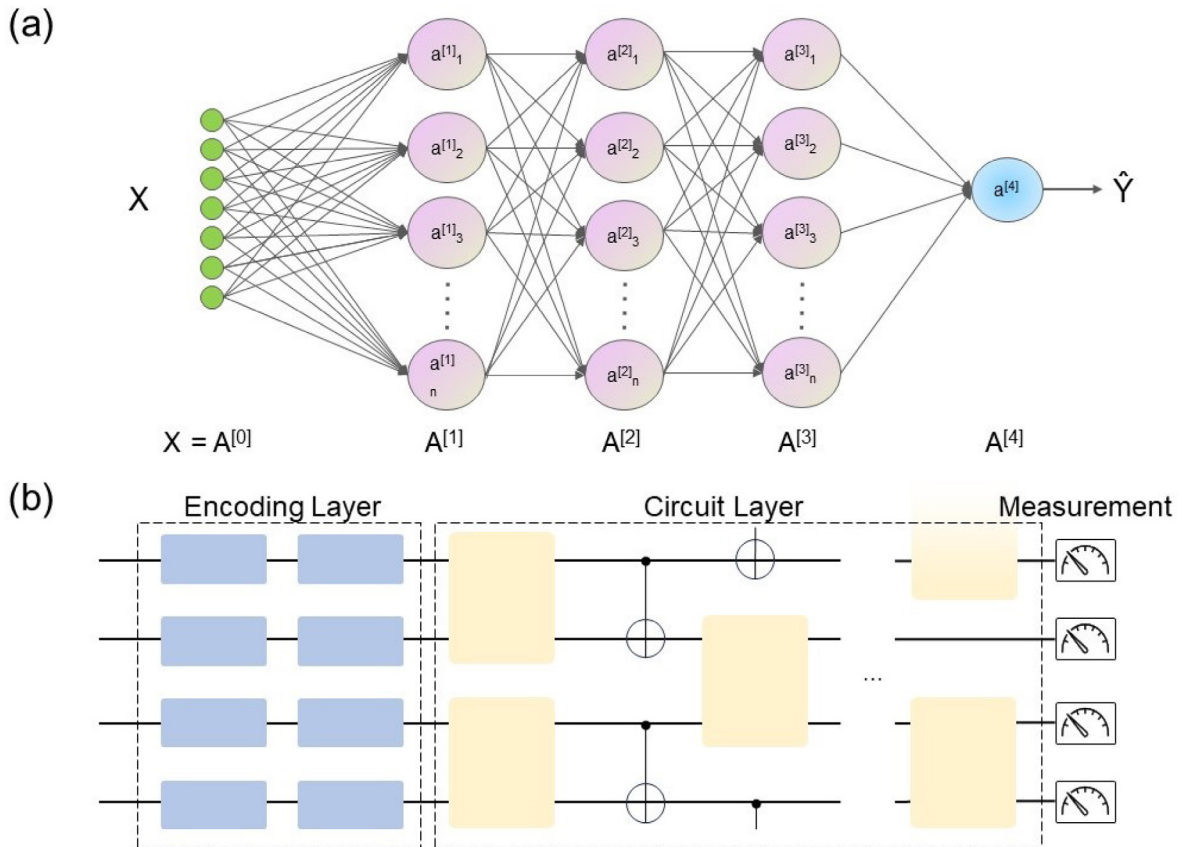 (a)
a[1]1 a[2]1 a[3]1
a[1]2 a[2]2 a[3]2
X a[4] Ŷ
a[1]3 a[2]3 a[3]3
a[1]n a[2]n a[3]n
X = A[0] A[1] A[2] A[3] A[4]
(b)
Encoding Layer Circuit Layer Measurement
...